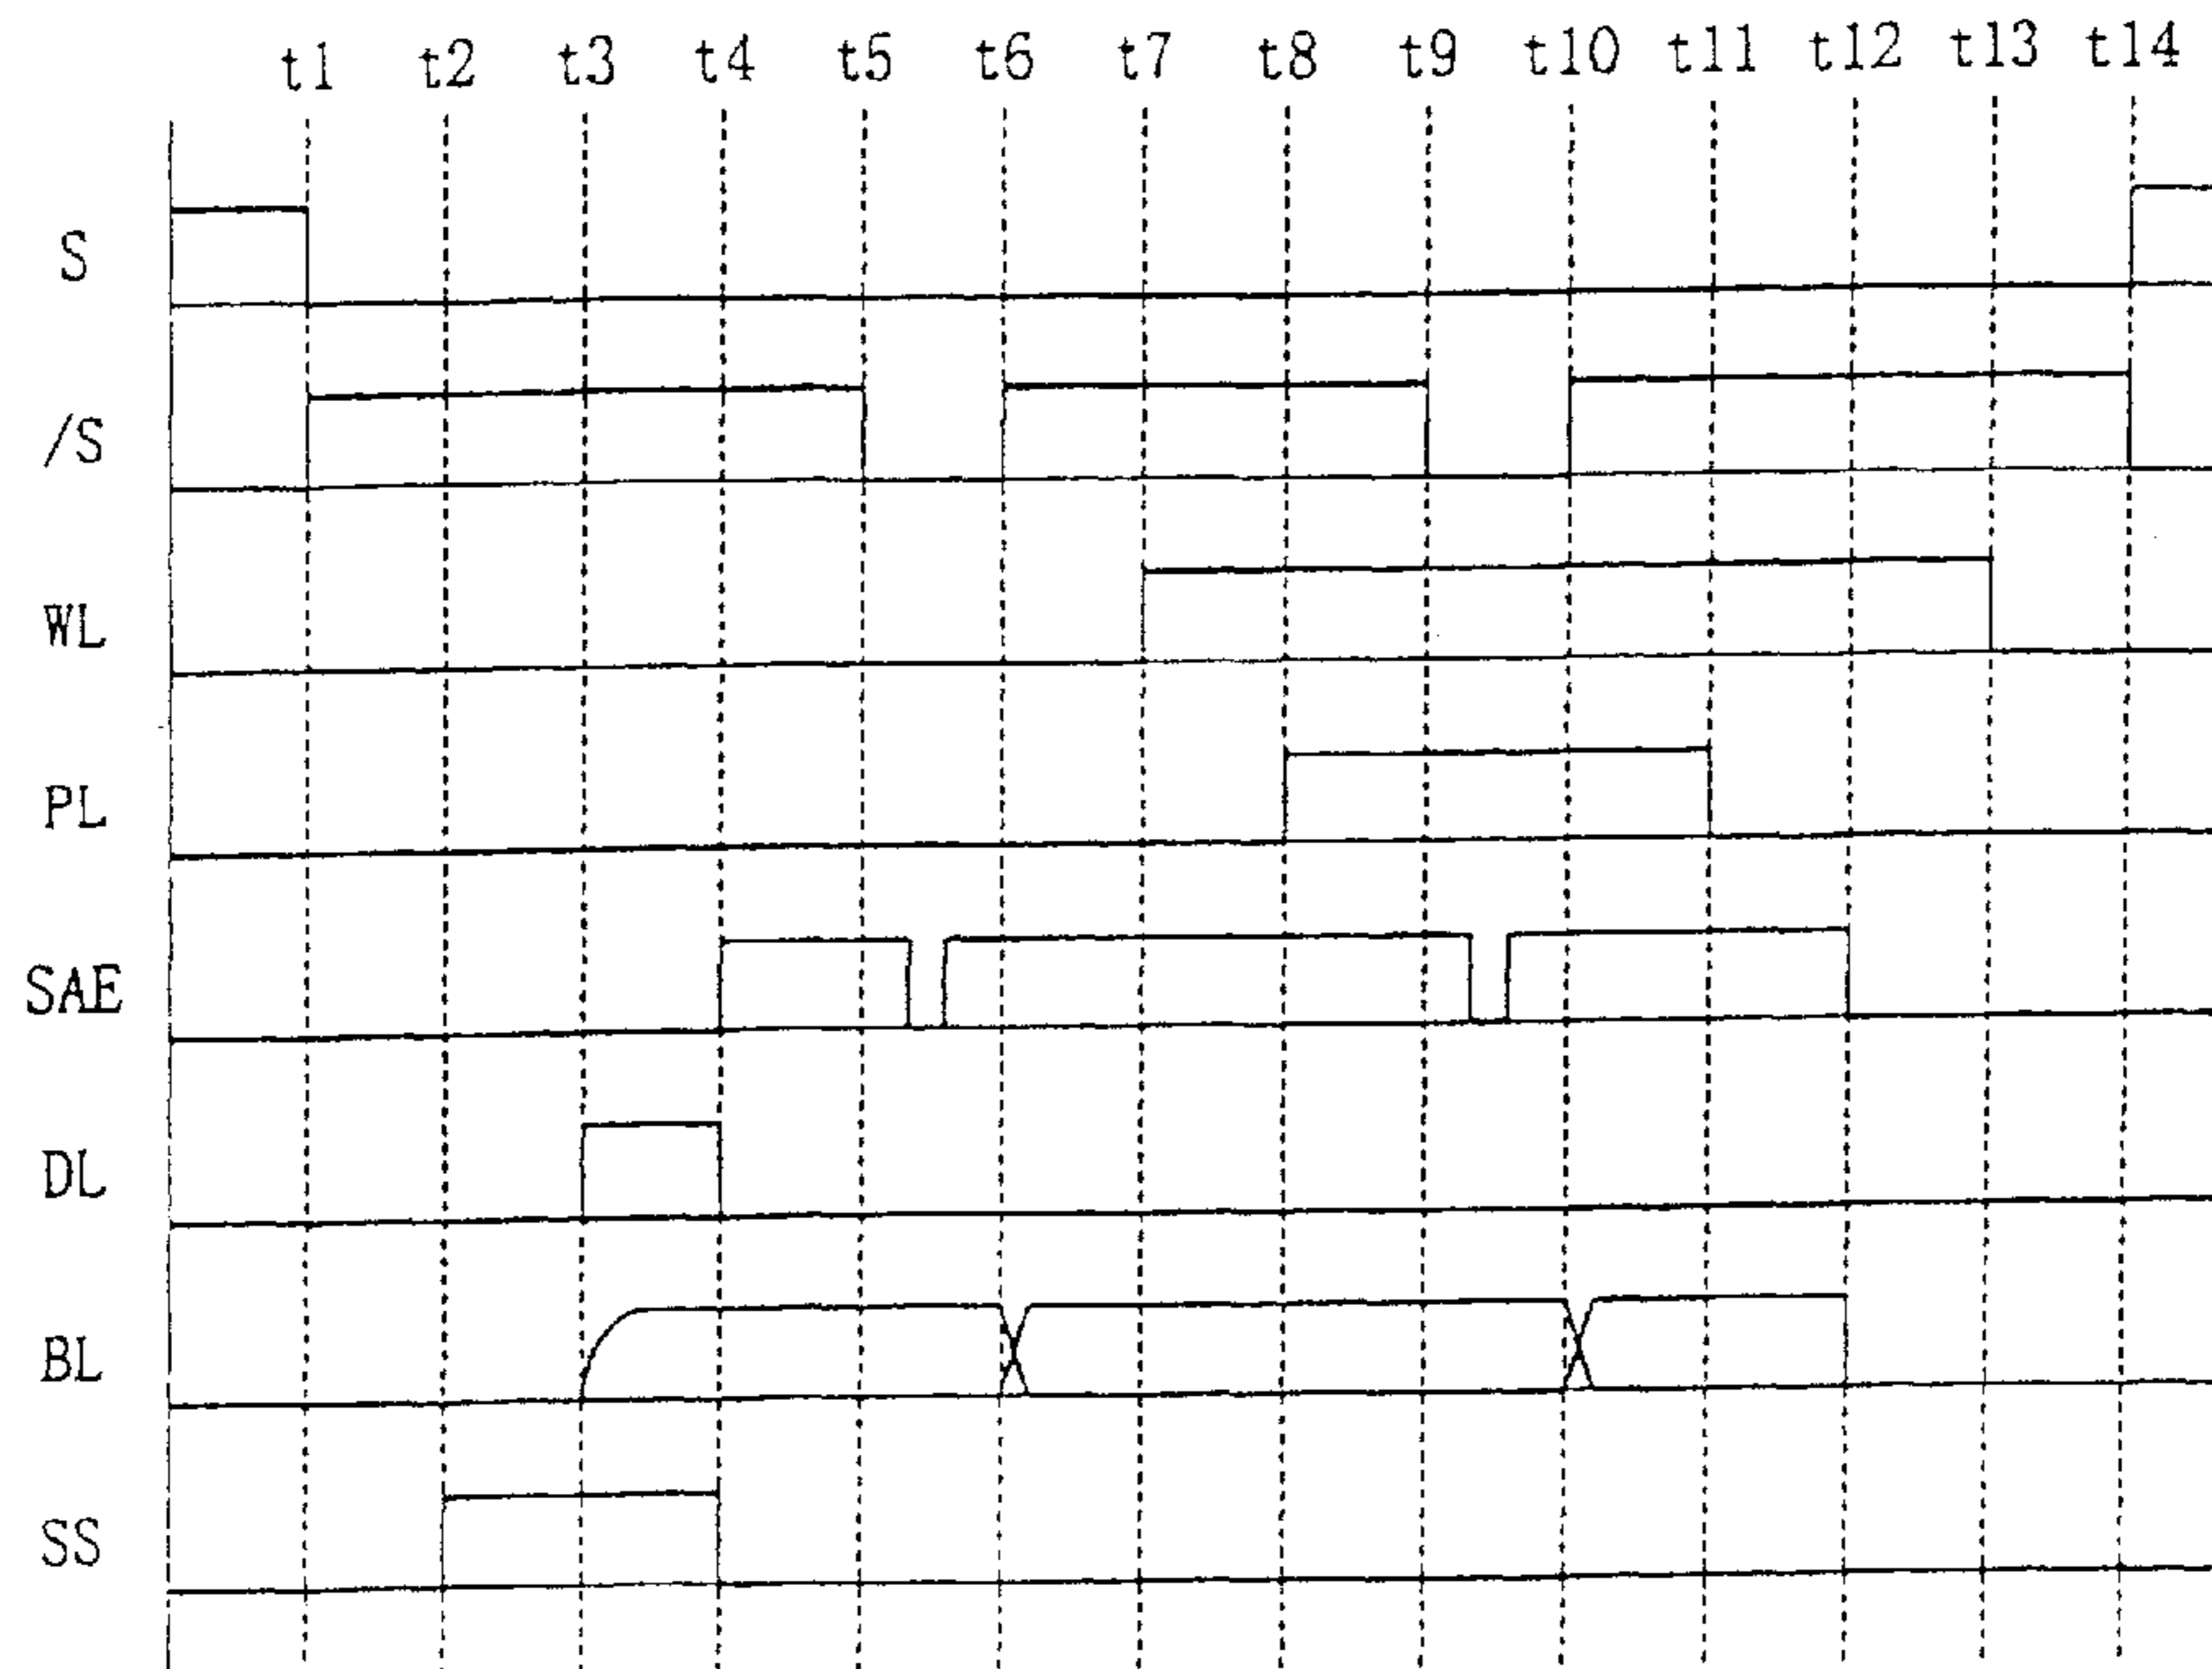 t1 t2 t3 t4 t5 t6 t7 t8 t9 t10 t11 t12 t13 t14
S
/S
WL
PL
SAE
DL
BL
SS